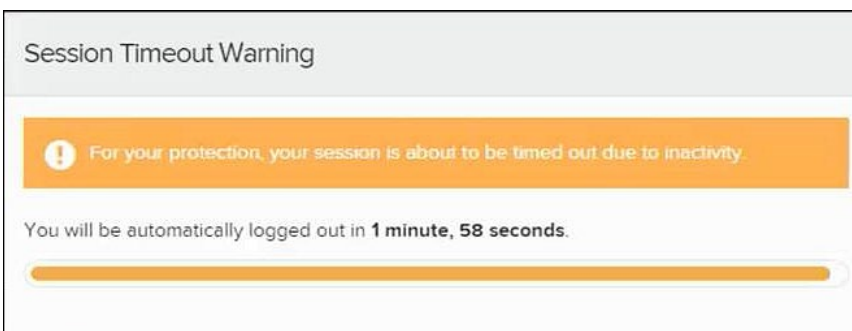 Session Timeout Warning
For your protection, your session is about to be timed out due to inactivity.
You will be automatically logged out in 1 minute, 58 seconds.